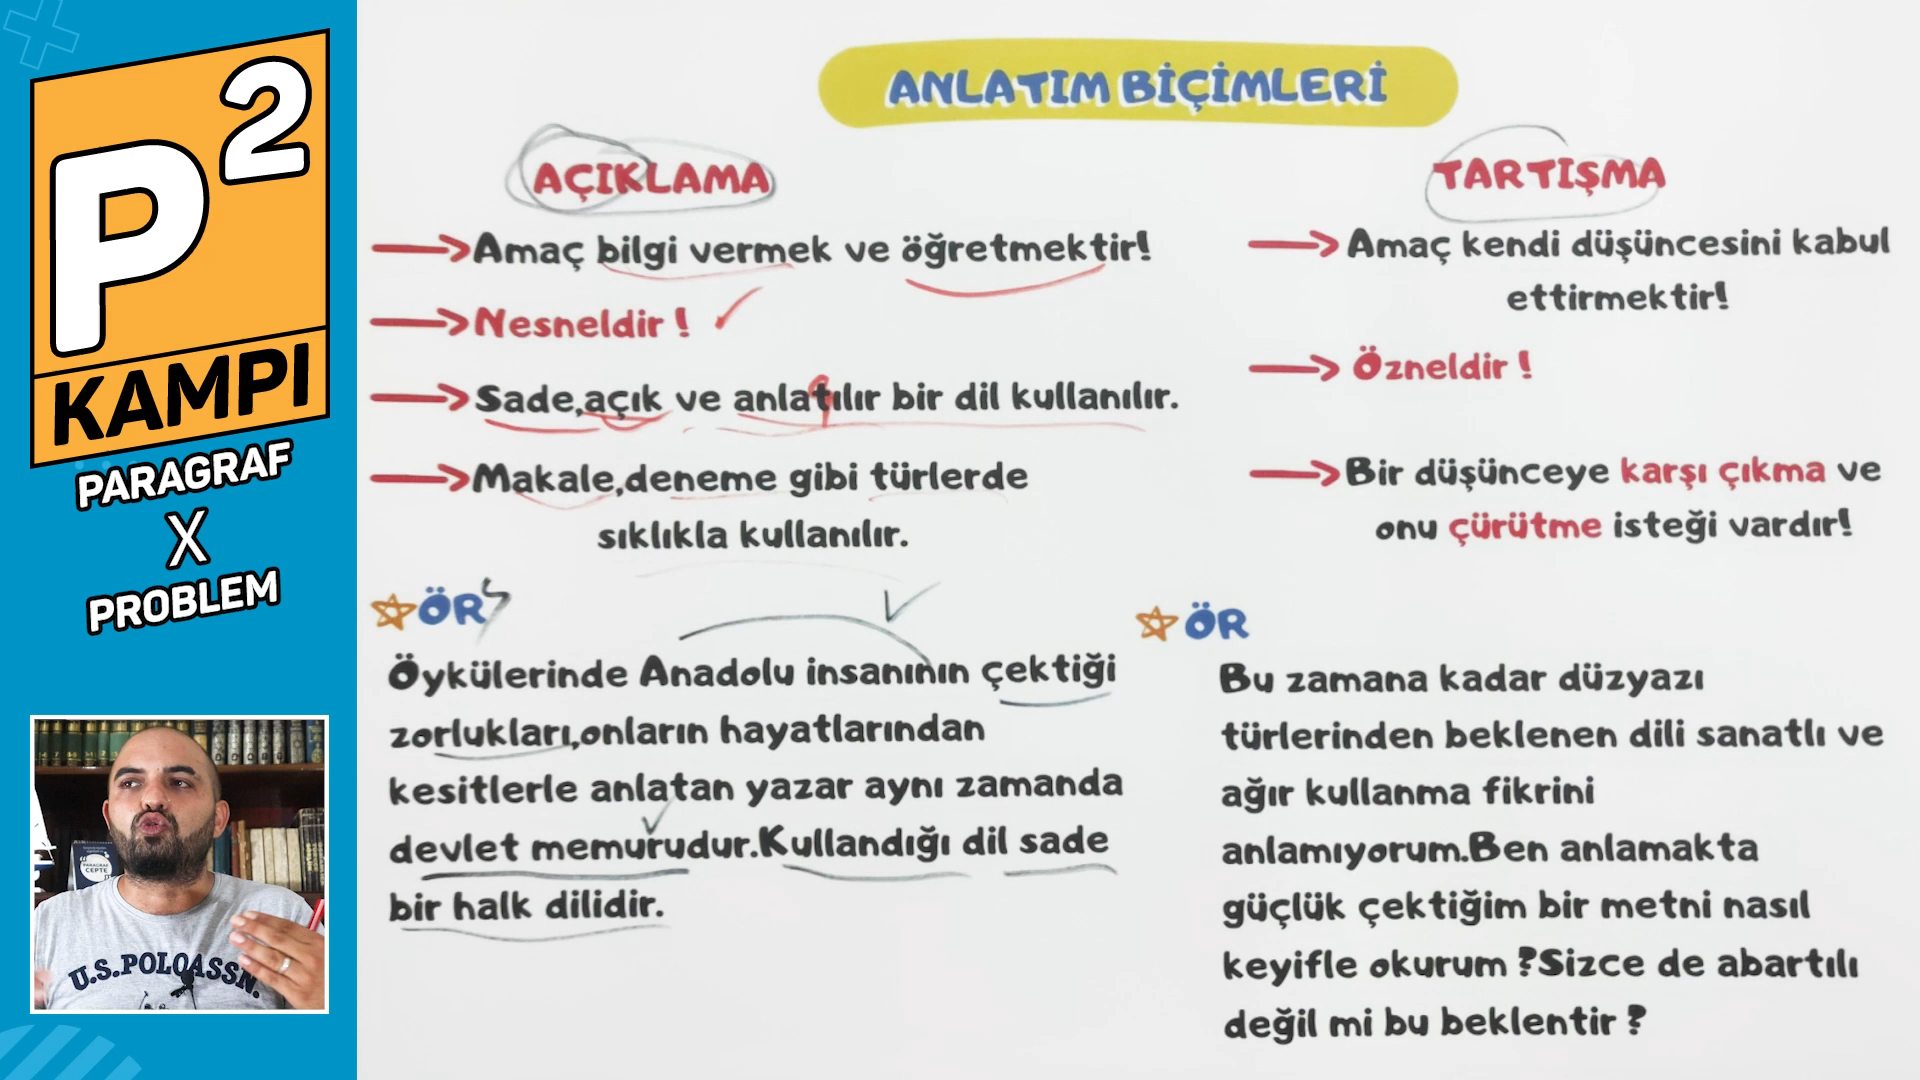 P²
KAMPI
PARAGRAF
X
PROBLEM
PARAGRAF
CEPTE
U.S. POLO ASSN.
ANLATIM BİÇİMLERİ
AÇIKLAMA
Amaç bilgi vermek ve öğretmektir!
Nesneldir !
Sade,açık ve anlatılır bir dil kullanılır.
Makale,deneme gibi türlerde
sıklıkla kullanılır.
ÖR
Öykülerinde Anadolu insanının çektiği
zorlukları,onların hayatlarından
kesitlerle anlatan yazar aynı zamanda
devlet memurudur.Kullandığı dil sade
bir halk dilidir.
TARTIŞMA
Amaç kendi düşüncesini kabul
ettirmektir!
Özneldir !
Bir düşünceye karşı çıkma ve
onu çürütme isteği vardır!
ÖR
Bu zamana kadar düzyazı
türlerinden beklenen dili sanatlı ve
ağır kullanma fikrini
anlamıyorum.Ben anlamakta
güçlük çektiğim bir metni nasıl
keyifle okurum ?Sizce de abartılı
değil mi bu beklentir ?